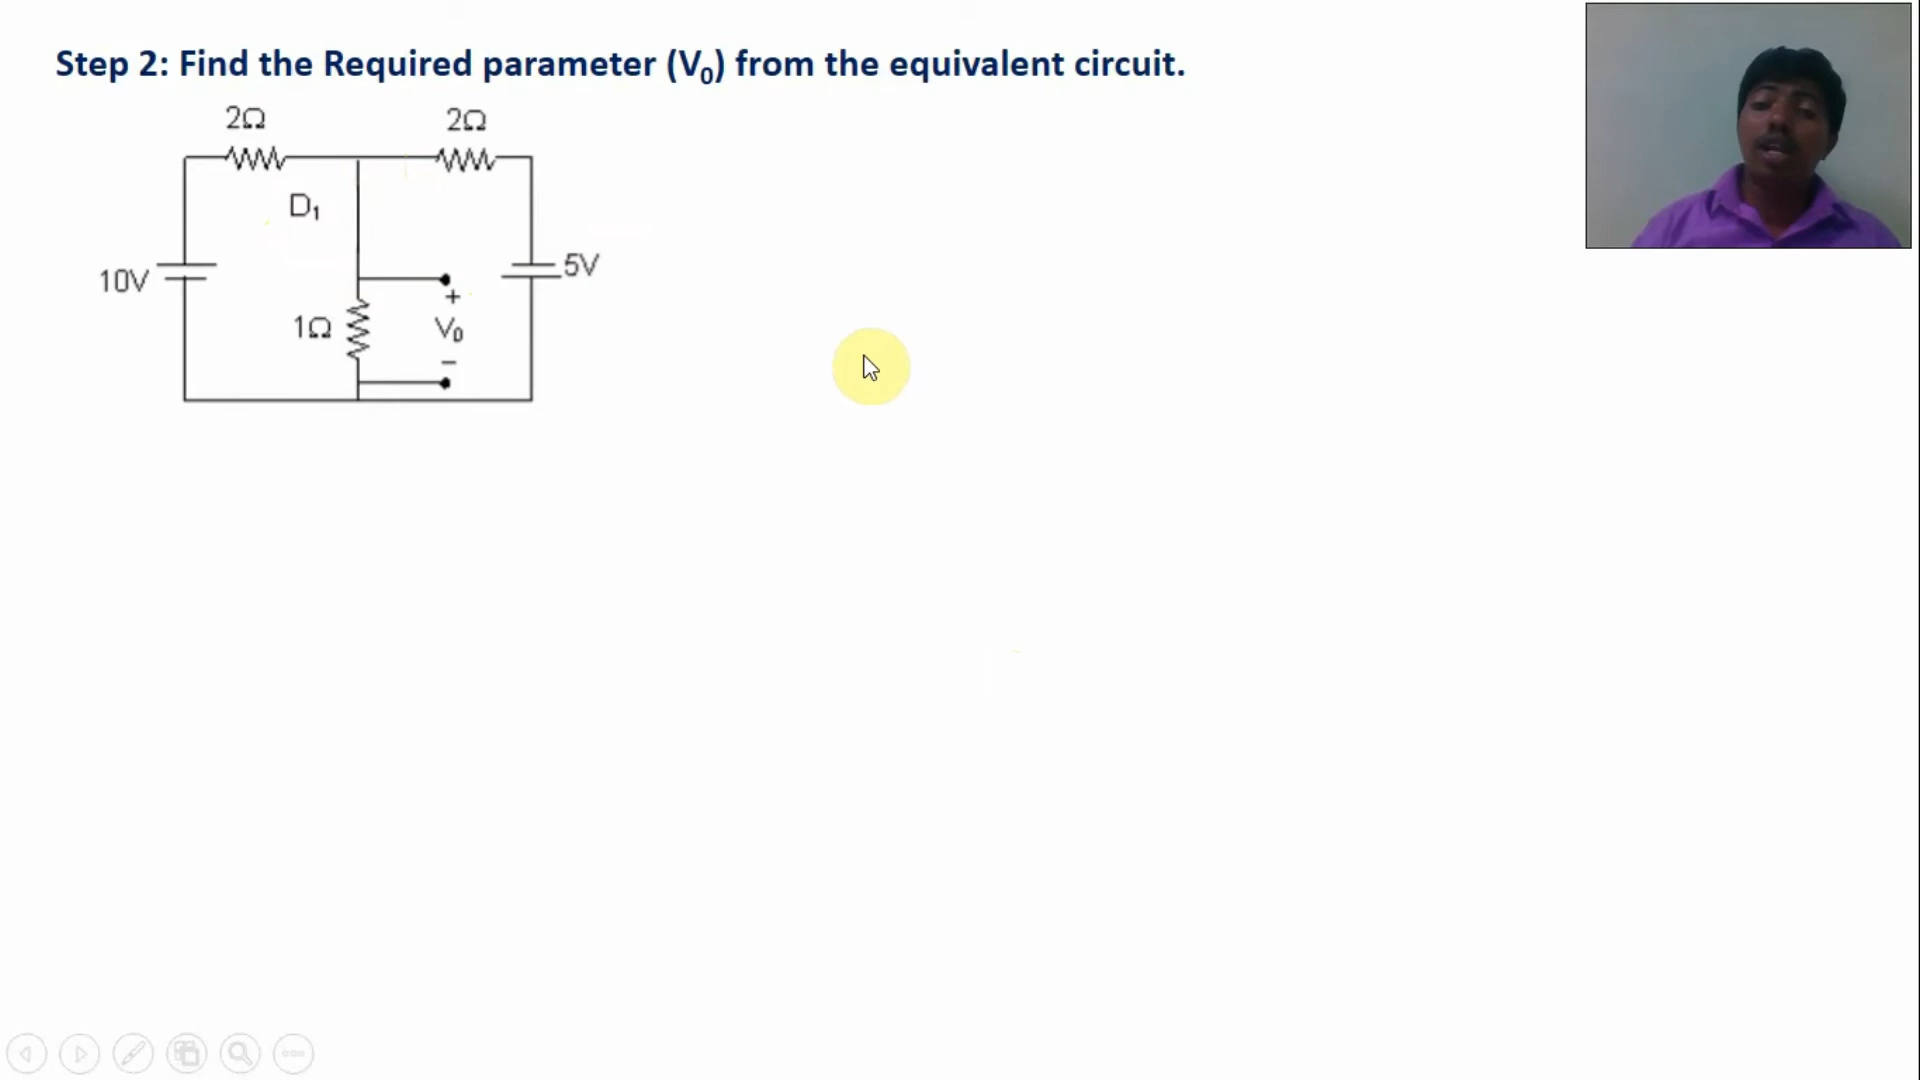 Step 2: Find the Required parameter (V₀) from the equivalent circuit.
2Ω 2Ω
D₁
10V 5V
+
1Ω V₀
−